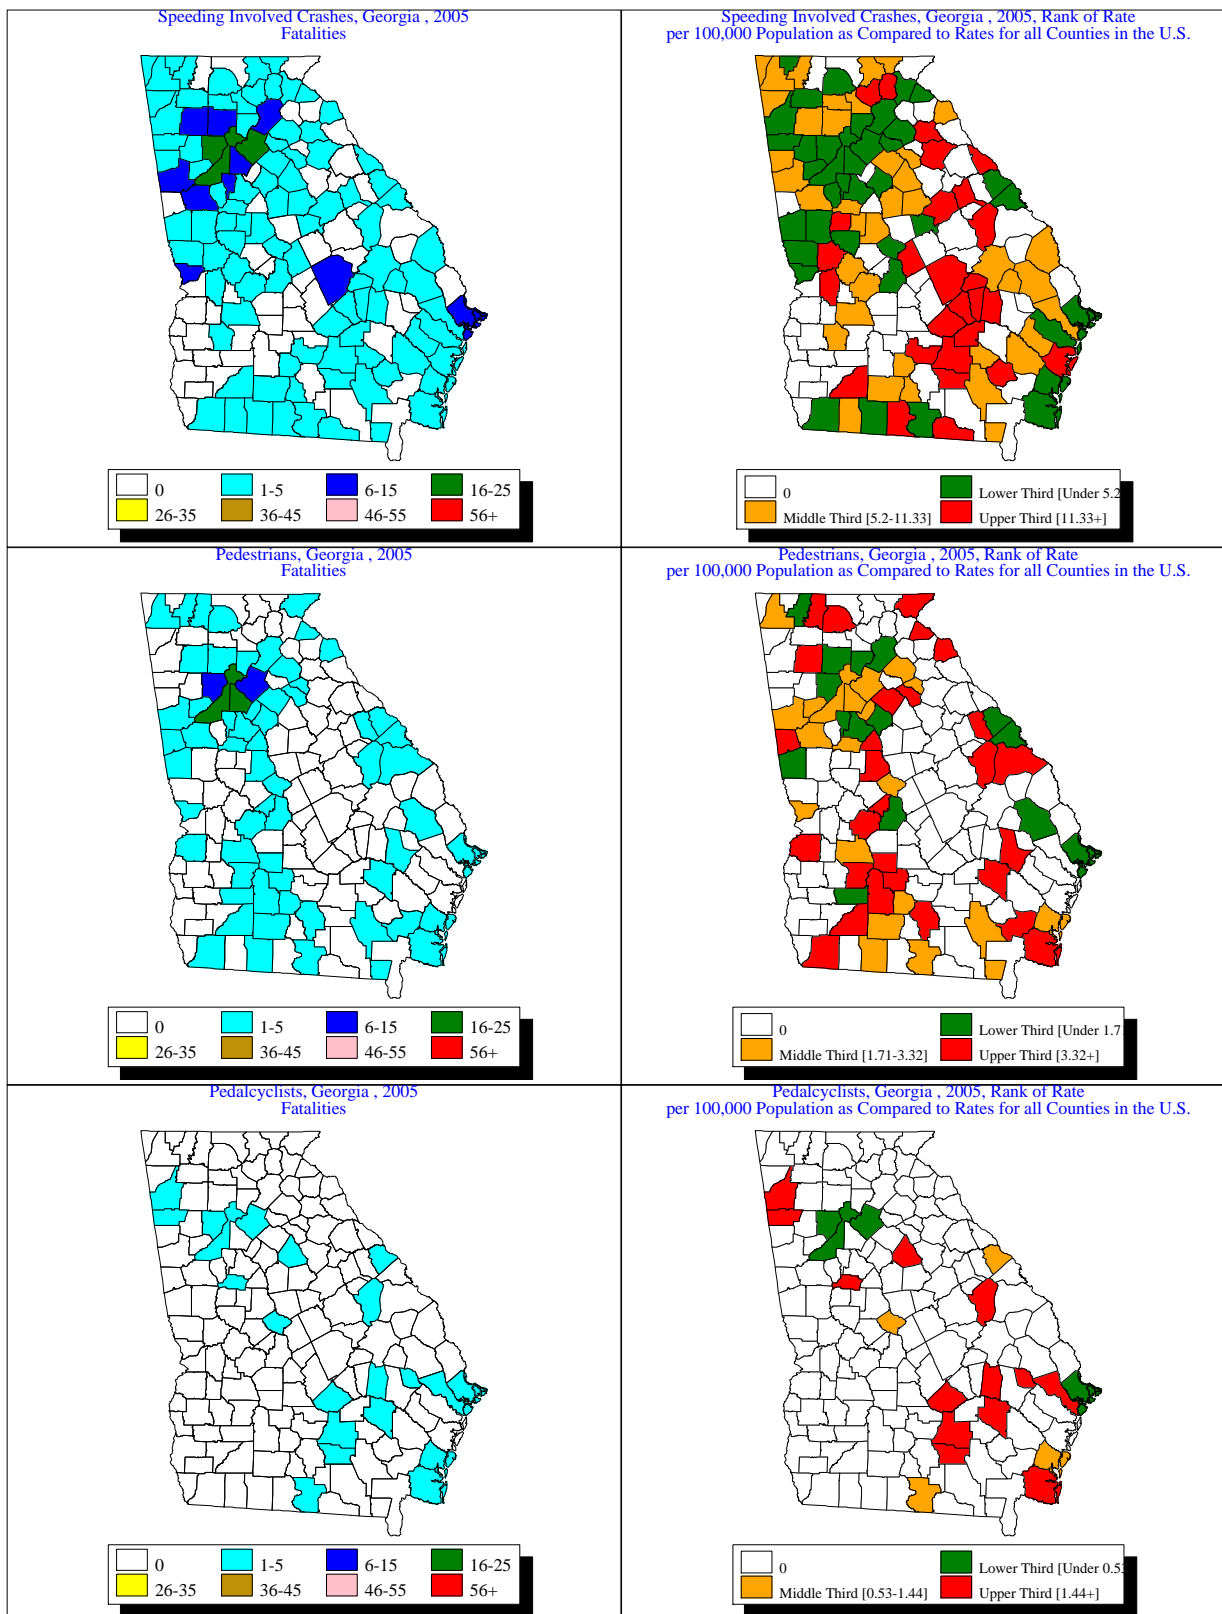 Speeding Involved Crashes, Georgia , 2005
Fatalities
0
1-5
6-15
16-25
26-35
36-45
46-55
56+
Speeding Involved Crashes, Georgia , 2005, Rank of Rate
per 100,000 Population as Compared to Rates for all Counties in the U.S.
0
Lower Third [Under 5.2
Middle Third [5.2-11.33]
Upper Third [11.33+]
Pedestrians, Georgia , 2005
Fatalities
0
1-5
6-15
16-25
26-35
36-45
46-55
56+
Pedestrians, Georgia , 2005, Rank of Rate
per 100,000 Population as Compared to Rates for all Counties in the U.S.
0
Lower Third [Under 1.71
Middle Third [1.71-3.32]
Upper Third [3.32+]
Pedalcyclists, Georgia , 2005
Fatalities
0
1-5
6-15
16-25
26-35
36-45
46-55
56+
Pedalcyclists, Georgia , 2005, Rank of Rate
per 100,000 Population as Compared to Rates for all Counties in the U.S.
0
Lower Third [Under 0.53
Middle Third [0.53-1.44]
Upper Third [1.44+]